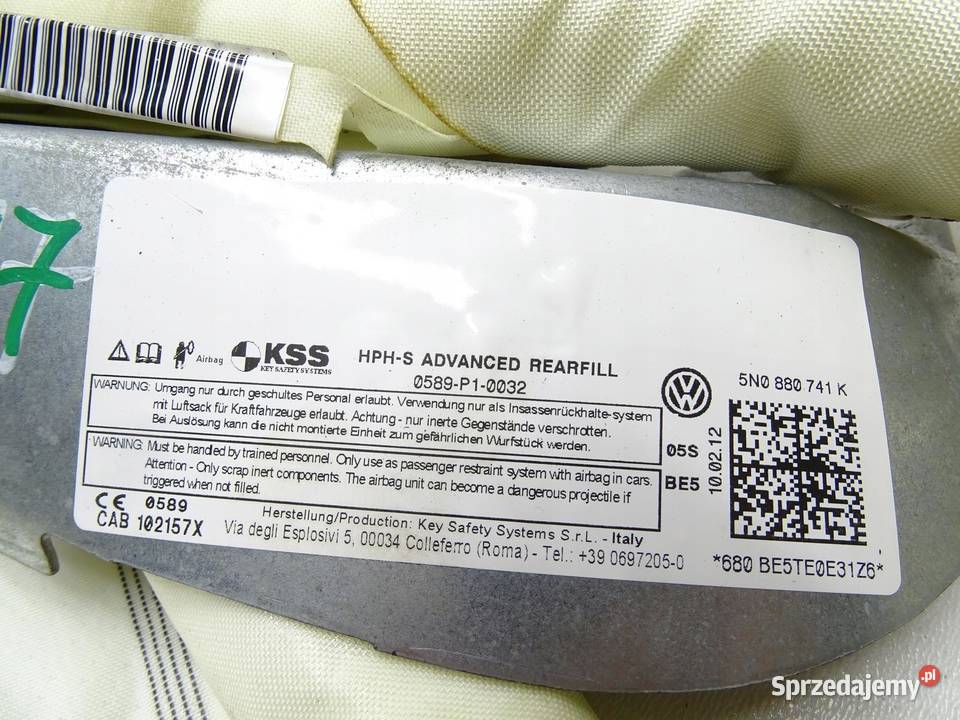 7
Airbag KSS
KEY SAFETY SYSTEMS
HPH-S ADVANCED REARFILL
0589-P1-0032
WARNUNG: Umgang nur durch geschultes Personal erlaubt. Verwendung nur als Insassenrückhalte-system
mit Luftsack für Kraftfahrzeuge erlaubt. Achtung - nur inerte Gegenstände verschrotten.
Bei Auslösung kann die nicht montierte Einheit zum gefährlichen Wurfstück werden.
WARNING: Must be handled by trained personnel. Only use as passenger restraint system with airbag in cars.
Attention - Only scrap inert components. The airbag unit can become a dangerous projectile if
triggered when not filled.
CE 0589
CAB 102157X
Herstellung/Production: Key Safety Systems S.r.L. - Italy
Via degli Esplosivi 5, 00034 Colleferro (Roma) - Tel.: +39 0697205-0
VW
05S
BE5
10.02.12
5N0 880 741 K
*680 BE5TE0E31Z6*
Sprzedajemy.pl